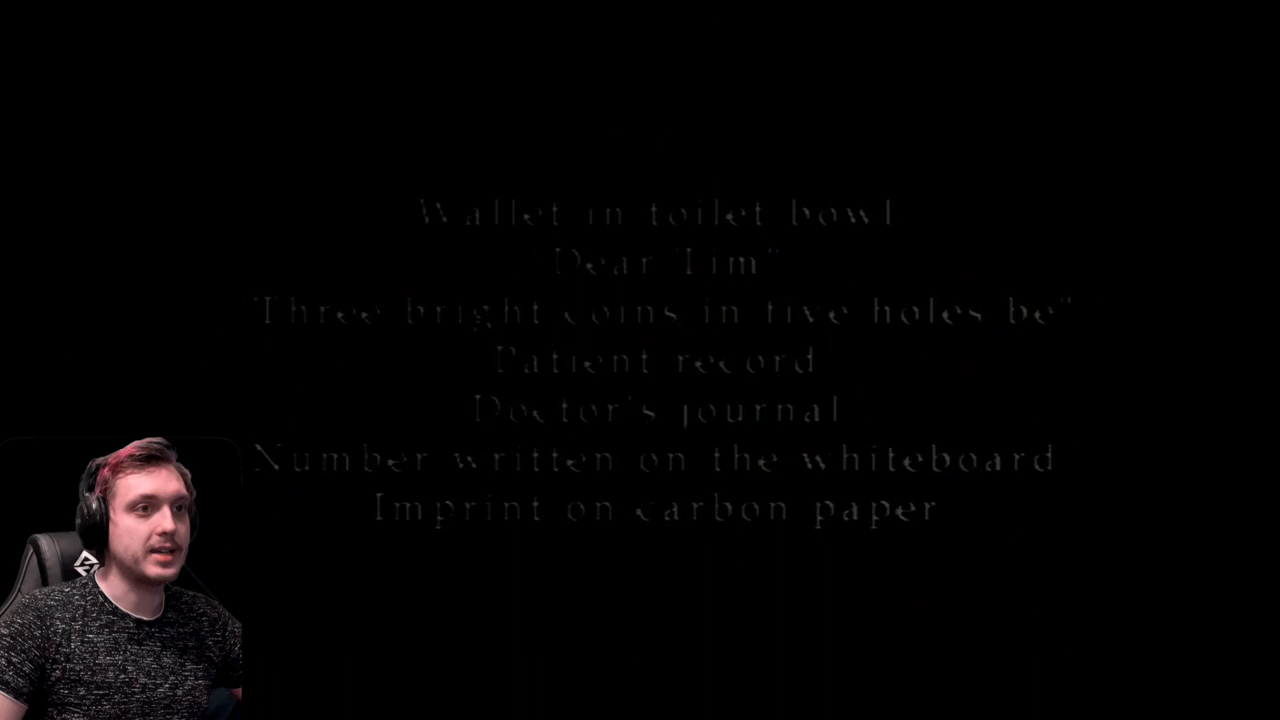 Wallet in toilet bowl
"Dear Jim"
"Three bright coins in five holes be"
Patient record
Doctor's journal
Number written on the whiteboard
Imprint on carbon paper